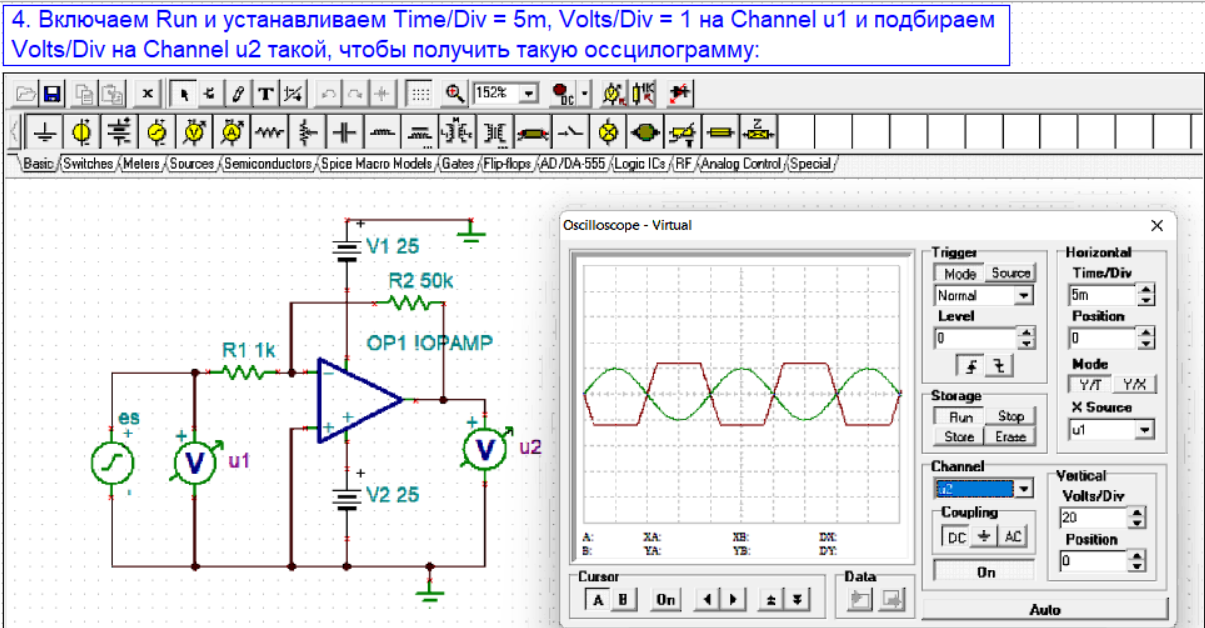 4. Включаем Run и устанавливаем Time/Div = 5m, Volts/Div = 1 на Channel u1 и подбираем
Volts/Div на Channel u2 такой, чтобы получить такую оссцилограмму:
152%
DC
Basic Switches Meters Sources Semiconductors Spice Macro Models Gates Flip-flops AD/DA-555 Logic ICs RF Analog Control Special
V1 25
R2 50k
OP1 !OPAMP
R1 1k
es
u1
u2
V2 25
Oscilloscope - Virtual
A: XA: XB: DX:
B: YA: YB: DY:
Cursor
A B On
Data
Trigger
Mode Source
Normal
Level
0
Storage
Run Stop
Store Erase
Horizontal
Time/Div
5m
Position
0
Mode
Y/T Y/X
X Source
u1
Channel
u2
Coupling
DC AC
On
Vertical
Volts/Div
20
Position
0
Auto